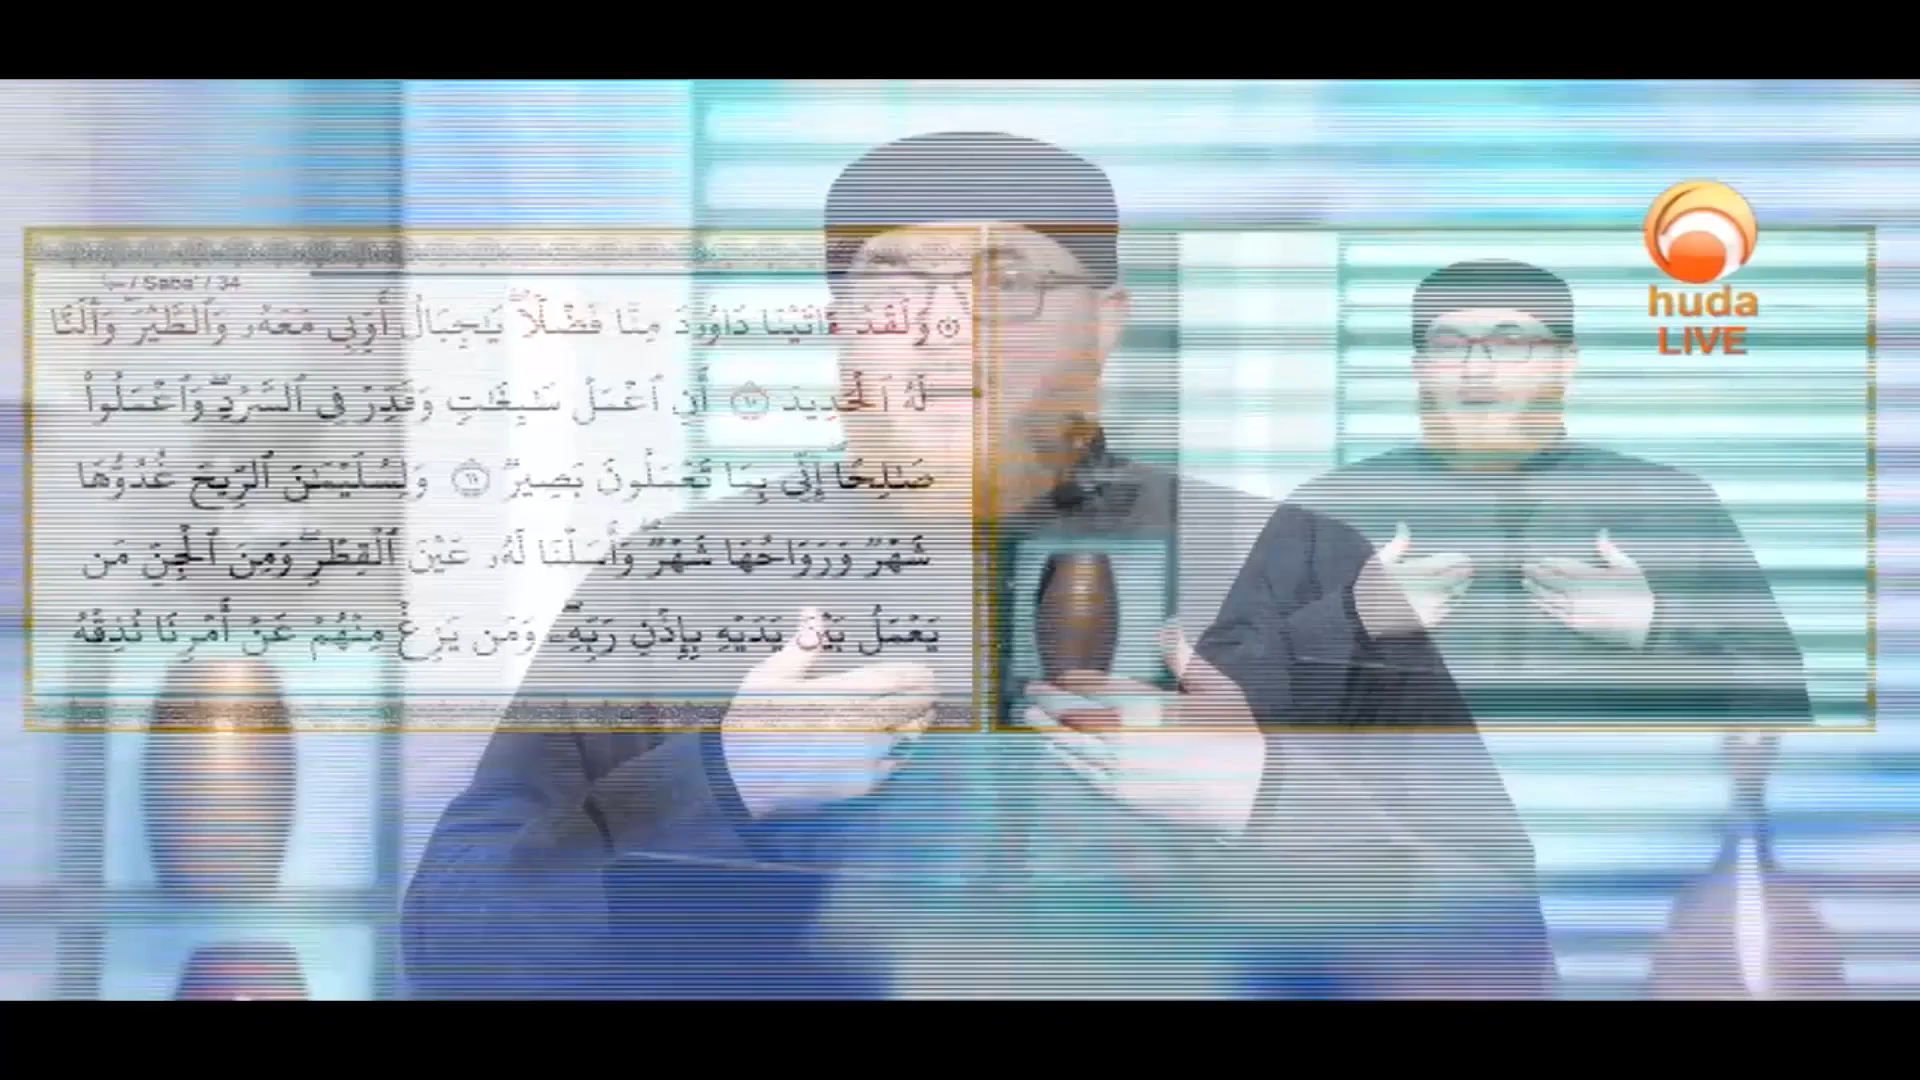 سبأ / Saba' / 34
۞ وَلَقَدْ ءَاتَيْنَا دَاوُۥدَ مِنَّا فَضْلًا ۖ يَـٰجِبَالُ أَوِّبِى مَعَهُۥ وَٱلطَّيْرَ ۖ وَأَلَنَّا
لَهُ ٱلْحَدِيدَ ١٠ أَنِ ٱعْمَلْ سَـٰبِغَـٰتٍ وَقَدِّرْ فِى ٱلسَّرْدِ ۖ وَٱعْمَلُوا۟
صَـٰلِحًا ۖ إِنِّى بِمَا تَعْمَلُونَ بَصِيرٌ ١١ وَلِسُلَيْمَـٰنَ ٱلرِّيحَ غُدُوُّهَا
شَهْرٌ وَرَوَاحُهَا شَهْرٌ ۖ وَأَسَلْنَا لَهُۥ عَيْنَ ٱلْقِطْرِ ۖ وَمِنَ ٱلْجِنِّ مَن
يَعْمَلُ بَيْنَ يَدَيْهِ بِإِذْنِ رَبِّهِۦ ۖ وَمَن يَزِغْ مِنْهُمْ عَنْ أَمْرِنَا نُذِقْهُ
huda
LIVE